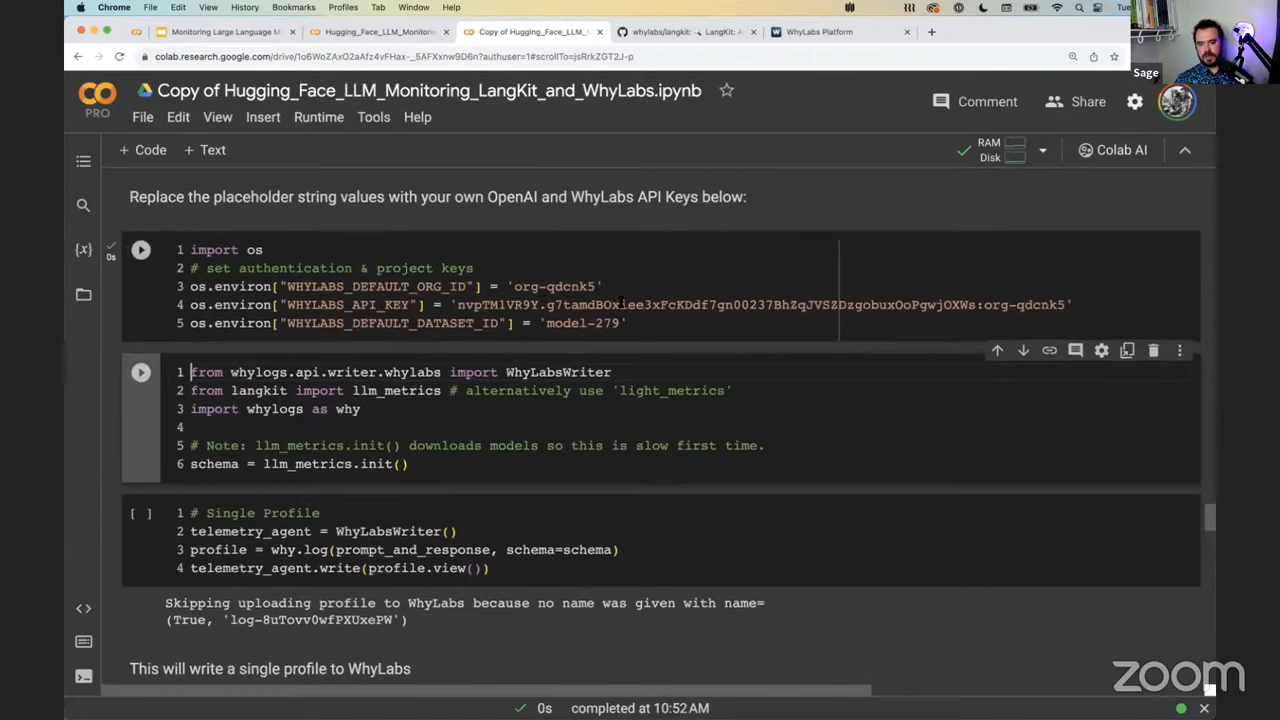 Chrome File Edit View History Bookmarks Profiles Tab Window Help
Monitoring Large Language M
Hugging_Face_LLM_Monitorin
Copy of Hugging_Face_LLM_
whylabs/langkit:
LangKit:
WhyLabs Platform
colab.research.google.com/drive/1o6WoZAxO2aAfz4vFHax-_5AFXxnw9D6n?authuser=1#scrollTo=jsRrkZGT2J-p
Sage
Copy of Hugging_Face_LLM_Monitoring_LangKit_and_WhyLabs.ipynb
PRO
File Edit View Insert Runtime Tools Help
Comment
Share
+ Code + Text
RAM
Disk
Colab AI
Replace the placeholder string values with your own OpenAI and WhyLabs API Keys below:
0s
1 import os
2 # set authentication & project keys
3 os.environ["WHYLABS_DEFAULT_ORG_ID"] = 'org-qdcnk5'
4 os.environ["WHYLABS_API_KEY"] =
5 os.environ["WHYLABS_DEFAULT_DATASET_ID"] = 'model-279'
1 from whylogs.api.writer.whylabs import WhyLabsWriter
2 from langkit import llm_metrics # alternatively use 'light_metrics'
3 import whylogs as why
4
5 # Note: llm_metrics.init() downloads models so this is slow first time.
6 schema = llm_metrics.init()
[ ]
1 # Single Profile
2 telemetry_agent = WhyLabsWriter()
3 profile = why.log(prompt_and_response, schema=schema)
4 telemetry_agent.write(profile.view())
Skipping uploading profile to WhyLabs because no name was given with name=
(True, 'log-8uTovv0wfPXUxePW')
This will write a single profile to WhyLabs
0s completed at 10:52AM
zoom